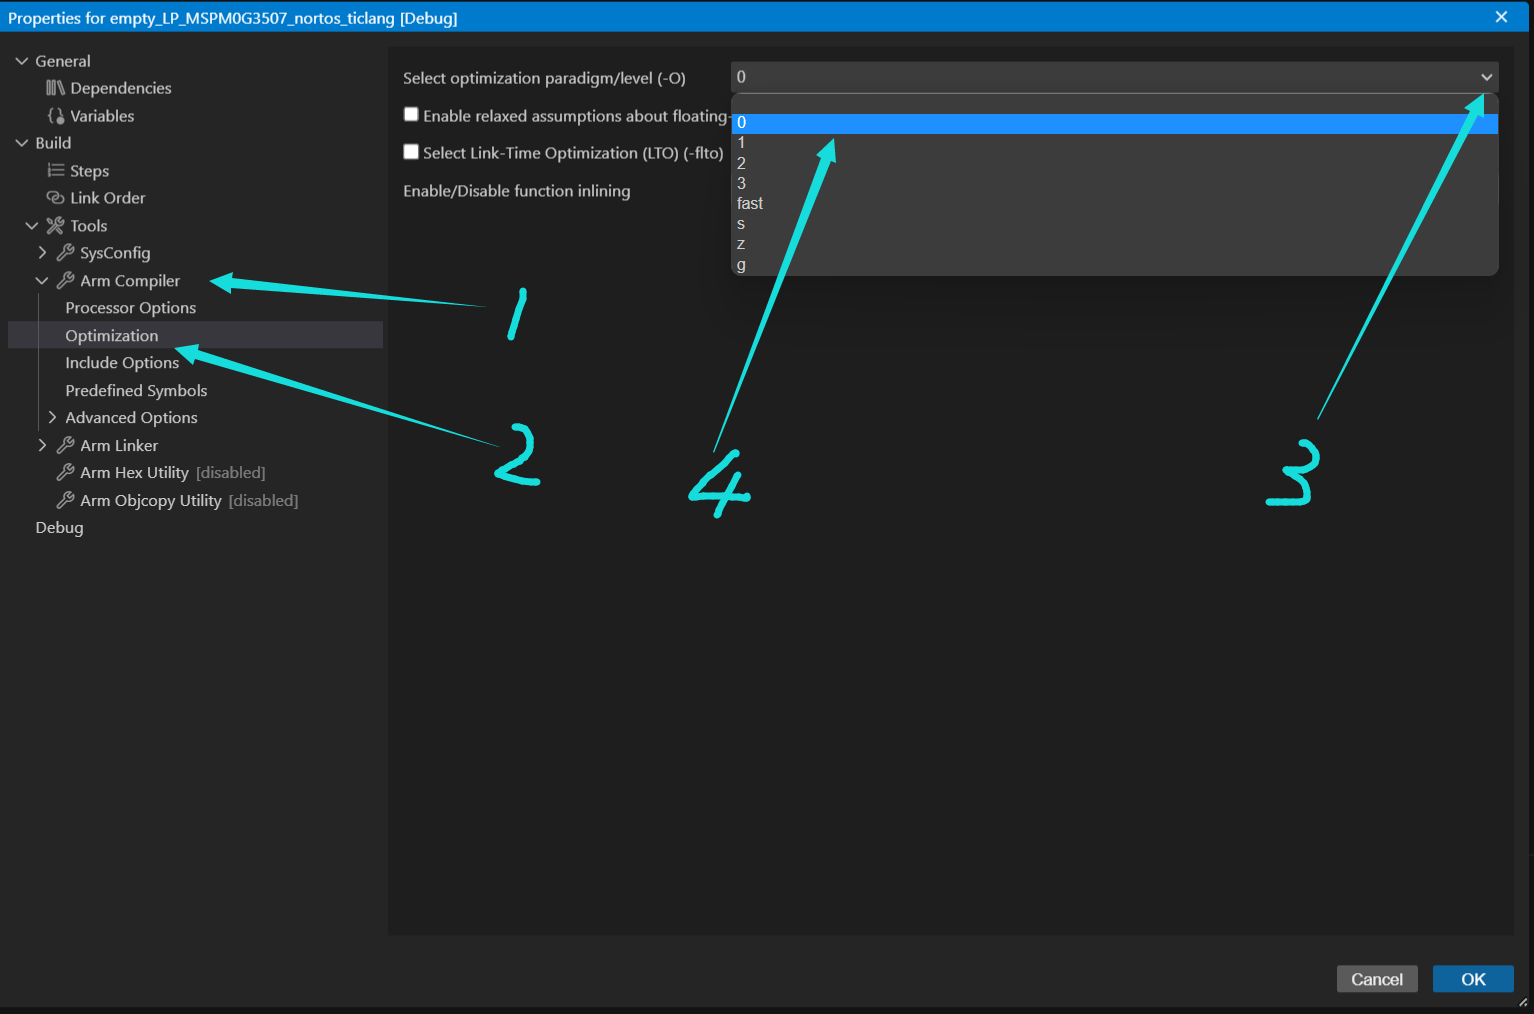 Properties for empty_LP_MSPM0G3507_nortos_ticlang [Debug]
General
Dependencies
Variables
Build
Steps
Link Order
Tools
SysConfig
Arm Compiler
Processor Options
Optimization
Include Options
Predefined Symbols
Advanced Options
Arm Linker
Arm Hex Utility [disabled]
Arm Objcopy Utility [disabled]
Debug
Select optimization paradigm/level (-O) 0
Enable relaxed assumptions about floating-
Select Link-Time Optimization (LTO) (-flto)
Enable/Disable function inlining
0
1
2
3
fast
s
z
g
1
2
4
3
Cancel OK